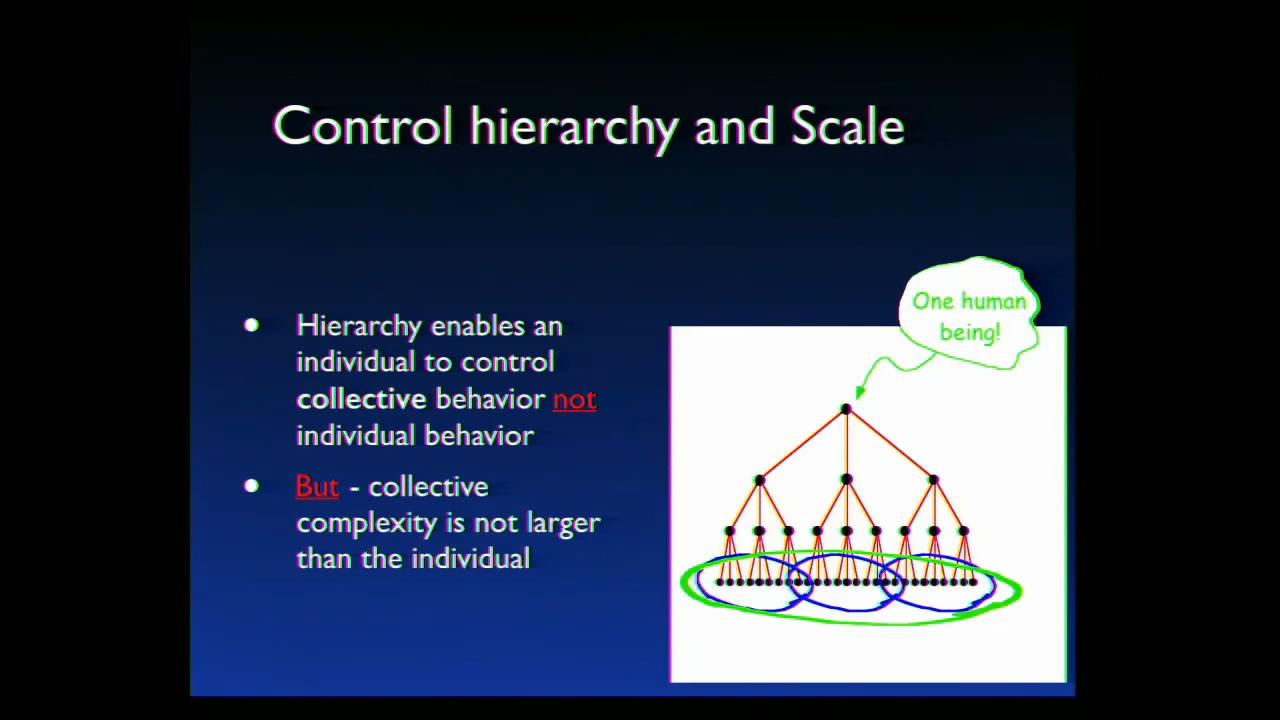 Control hierarchy and Scale
• Hierarchy enables an
individual to control
collective behavior not
individual behavior
• But - collective
complexity is not larger
than the individual
One human
being!